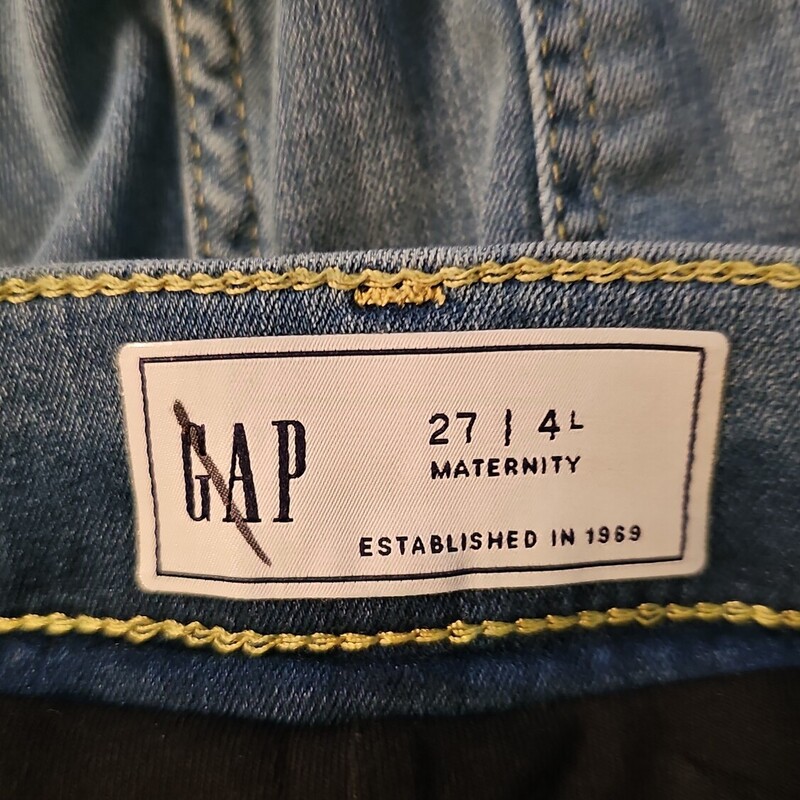 GAP
27 | 4L
MATERNITY
ESTABLISHED IN 1969